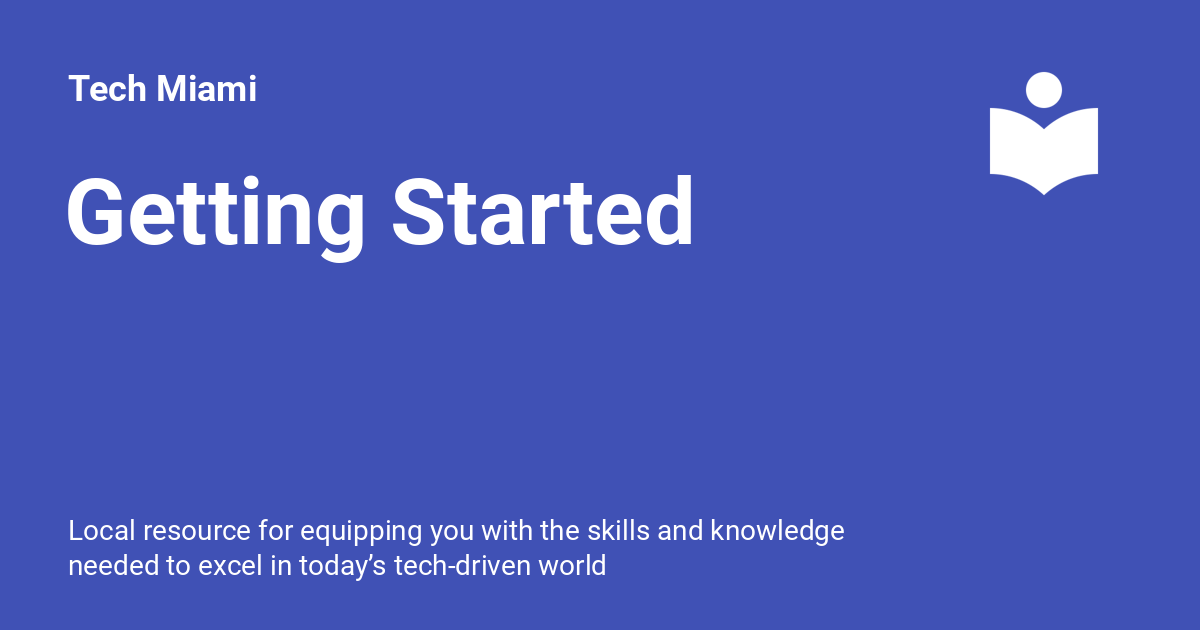 Tech Miami
Getting Started
Local resource for equipping you with the skills and knowledge
needed to excel in today’s tech-driven world